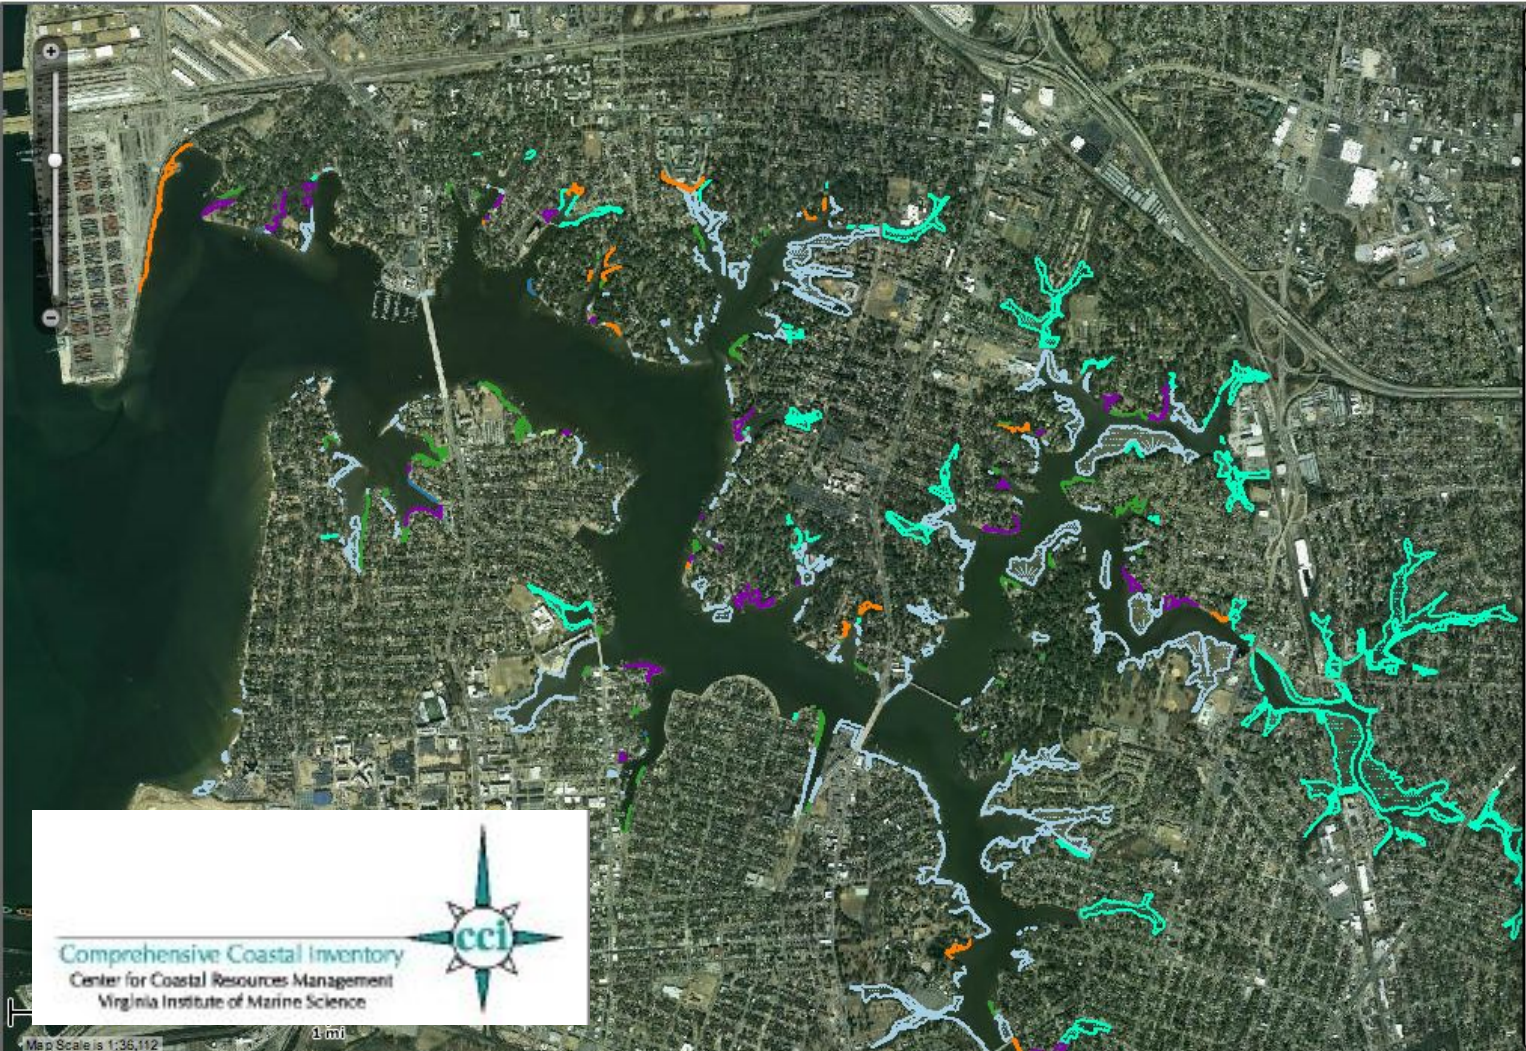 +
cci
Comprehensive Coastal Inventory
Center for Coastal Resources Management
Virginia Institute of Marine Science
1 mi
Map Scale is 1:36,112